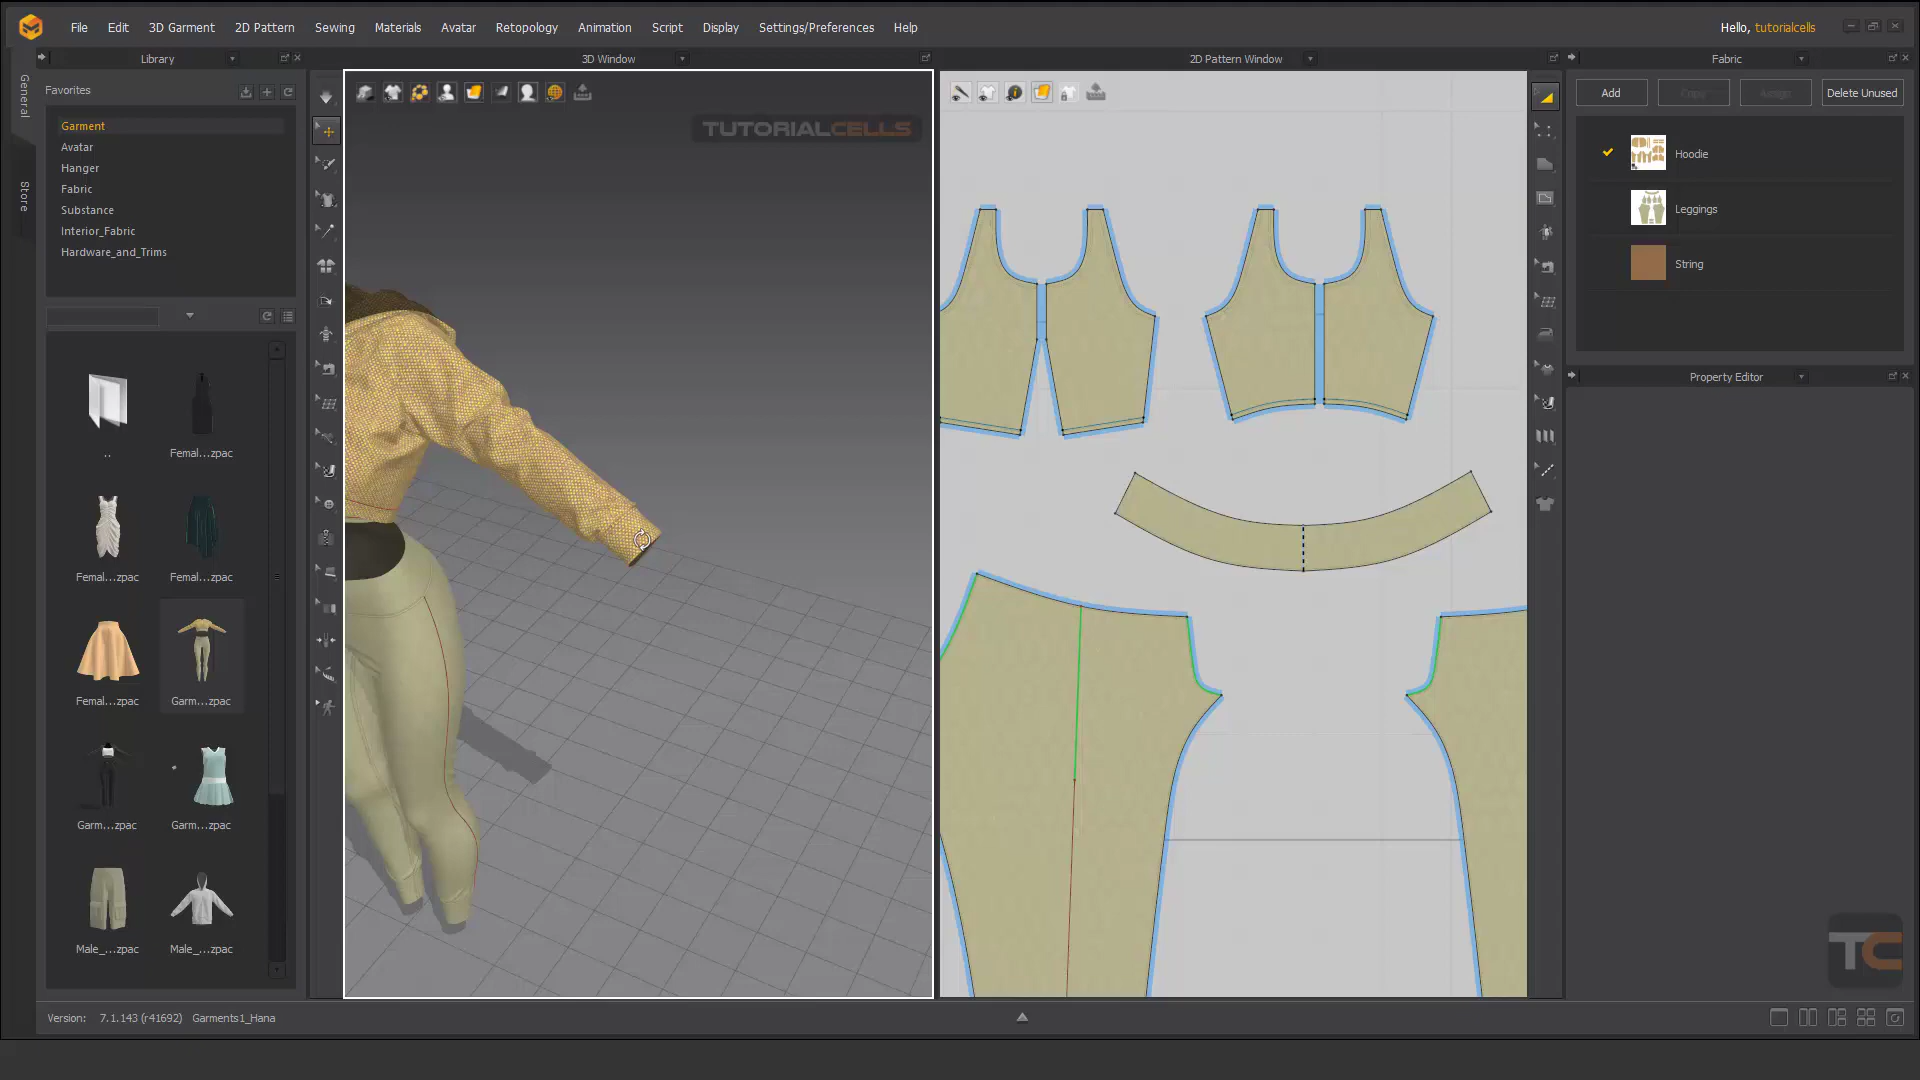 File Edit 3D Garment 2D Pattern Sewing Materials Avatar Retopology Animation Script Display Settings/Preferences Help Hello, tutorialcells
Library 3D Window 2D Pattern Window Fabric
General
Store
Favorites
Garment
Avatar
Hanger
Fabric
Substance
Interior_Fabric
Hardware_and_Trims
..
Femal...zpac
Femal...zpac
Femal...zpac
Femal...zpac
Garm...zpac
Garm...zpac
Garm...zpac
Male_...zpac
Male_...zpac
TUTORIALCELLS
Add Copy Assign Delete Unused
Hoodie
Leggings
String
Property Editor
TC
Version: 7.1.143 (r41692) Garments1_Hana